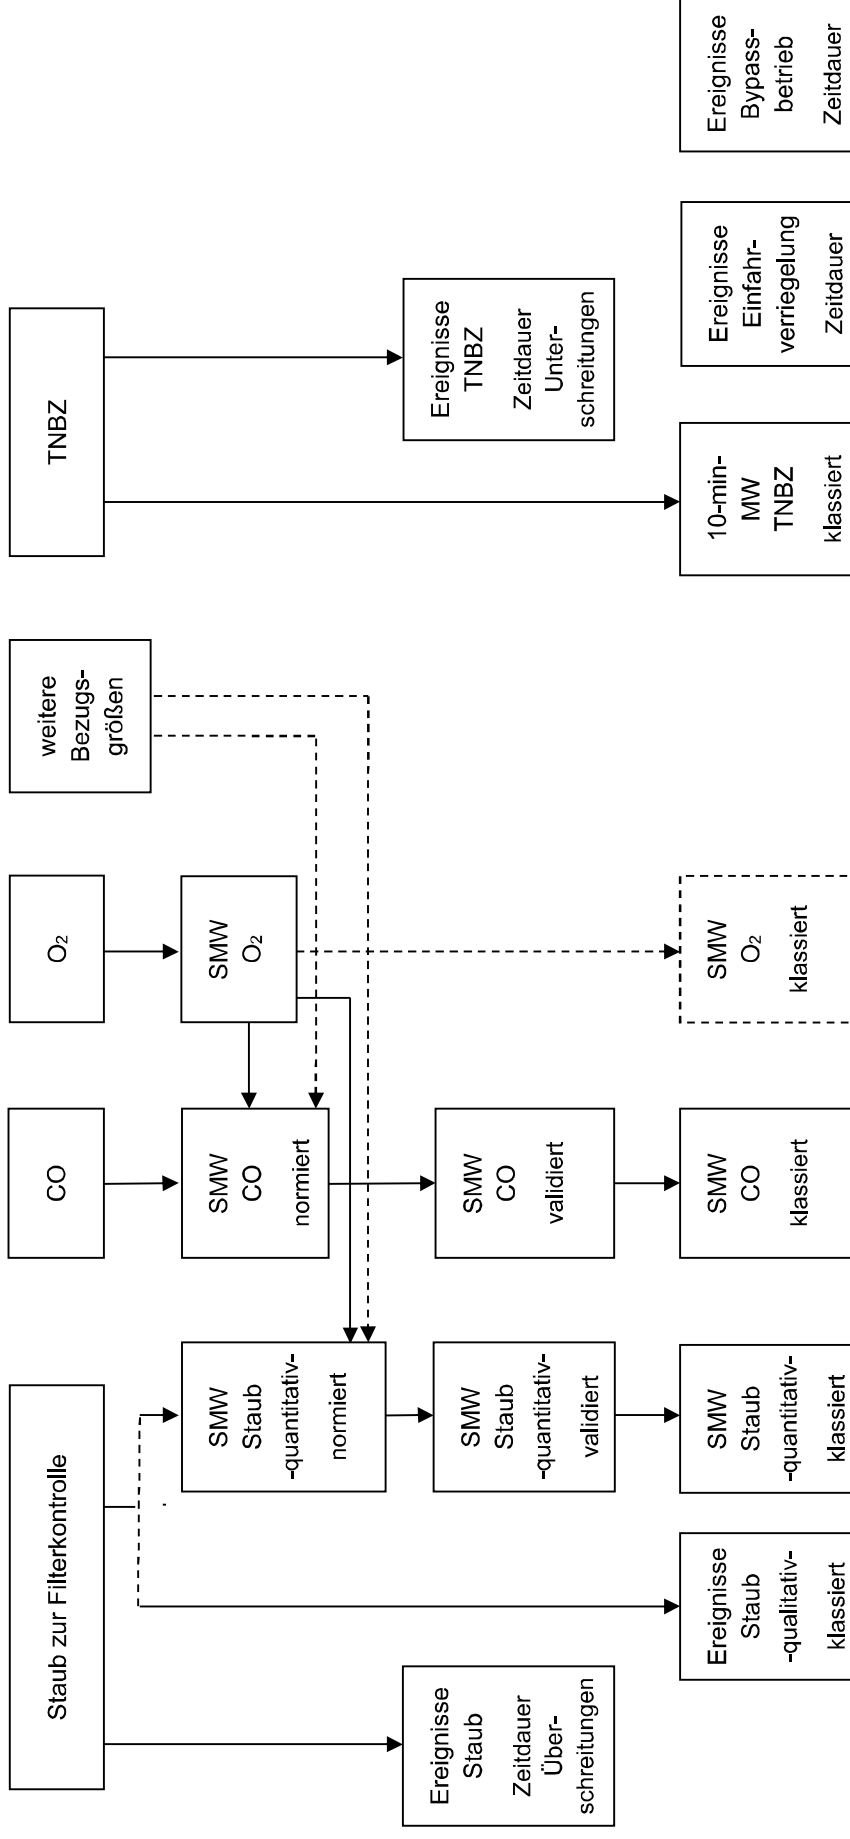 Staub zur Filterkontrolle
CO
O₂
weitere
Bezugs-
größen
TNBZ
SMW
Staub
-quantitativ-
normiert
SMW
CO
normiert
SMW
O₂
Ereignisse
Staub
Zeitdauer
Über-
schreitungen
SMW
Staub
-quantitativ-
validiert
SMW
CO
validiert
Ereignisse
TNBZ
Zeitdauer
Unter-
schreitungen
Ereignisse
Staub
-qualitativ-
klassiert
SMW
Staub
-quantitativ-
klassiert
SMW
CO
klassiert
SMW
O₂
klassiert
10-min-
MW
TNBZ
klassiert
Ereignisse
Einfahr-
verriegelung
Zeitdauer
Ereignisse
Bypass-
betrieb
Zeitdauer